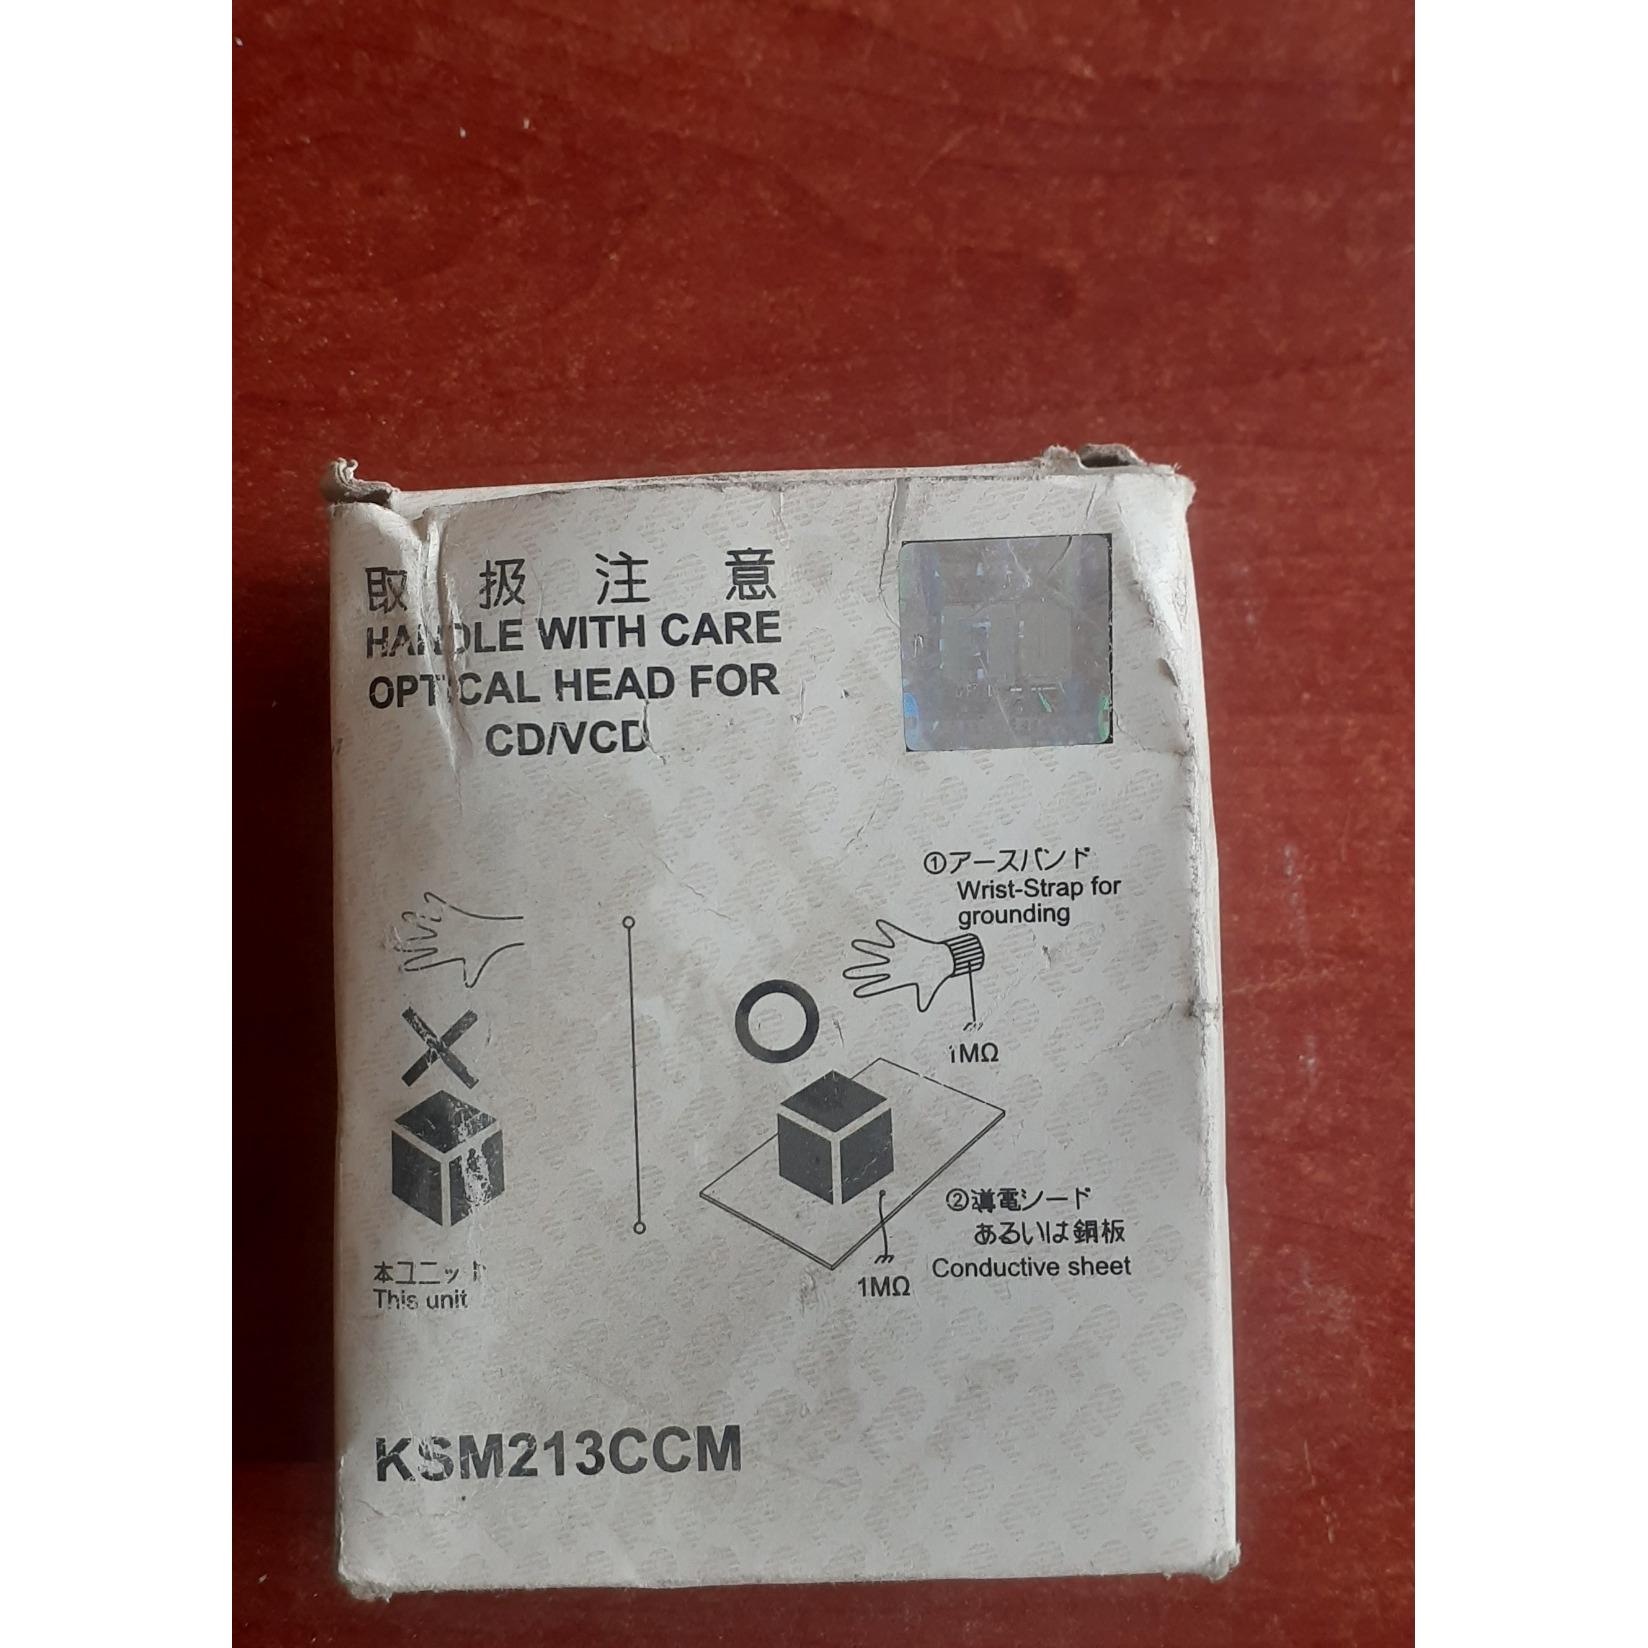 取扱注意
HANDLE WITH CARE
OPTICAL HEAD FOR
CD/VCD
①アースバンド
Wrist-Strap for
grounding
1MΩ
②導電シード
あるいは銅板
Conductive sheet
1MΩ
本ユニット
This unit
KSM213CCM